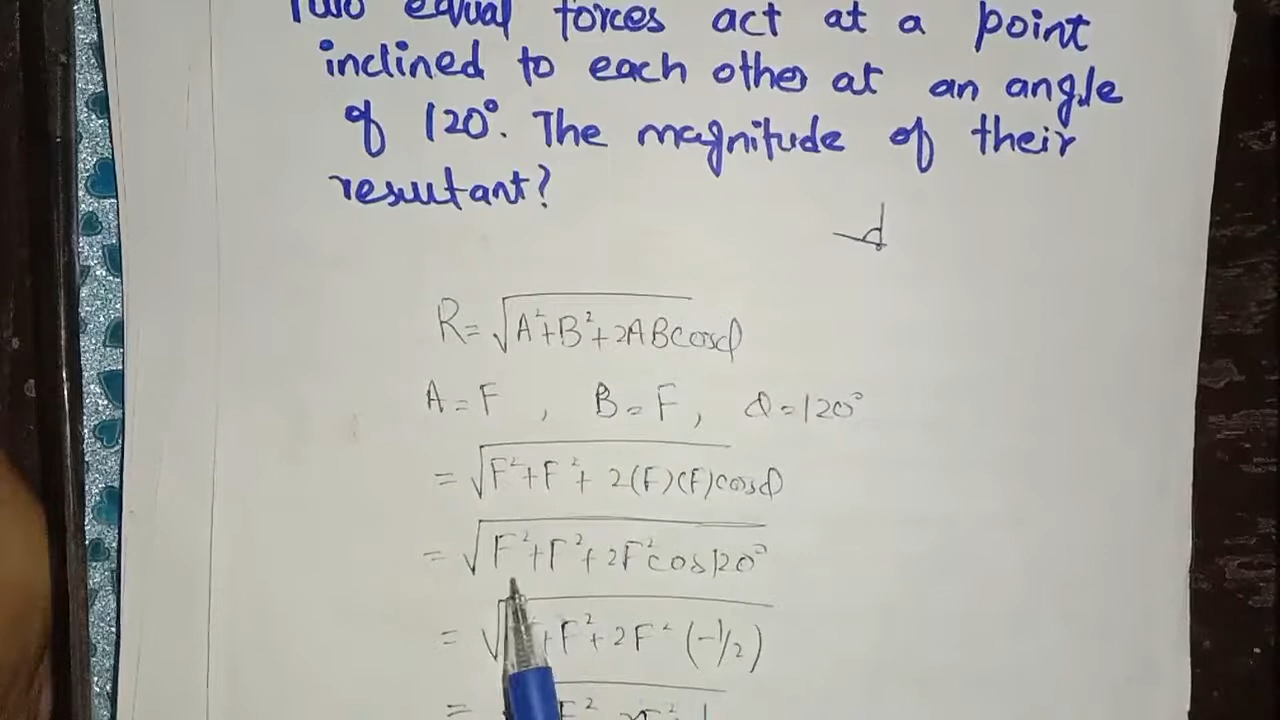 Two equal forces act at a point
inclined to each other at an angle
of 120°. The magnitude of their
resultant?
R = √A²+B²+2ABcosθ
A = F , B = F, θ = 120°
= √F²+F²+2(F)(F)cosθ
= √F²+F²+2F²cos120°
= √ +F²+2F²(-1/2)
= F²